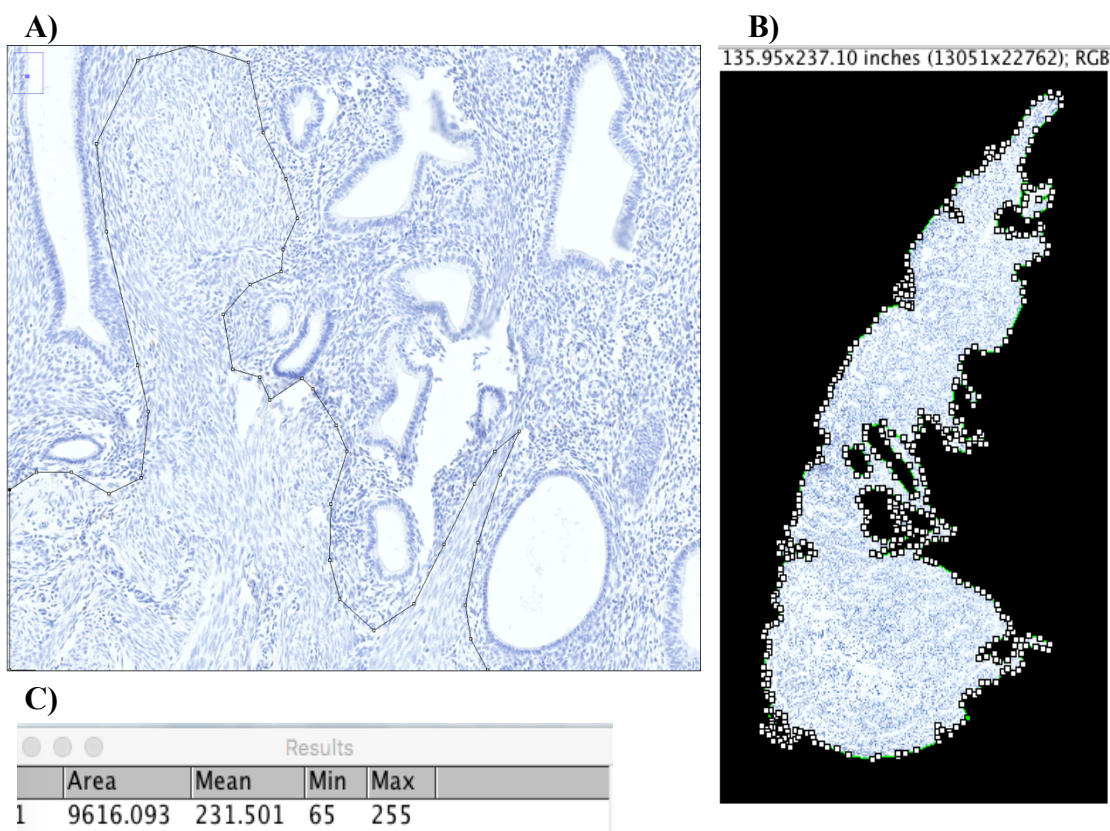 A)
B)
135.95x237.10 inches (13051x22762); RGB
C)
Results
Area Mean Min Max
1 9616.093 231.501 65 255